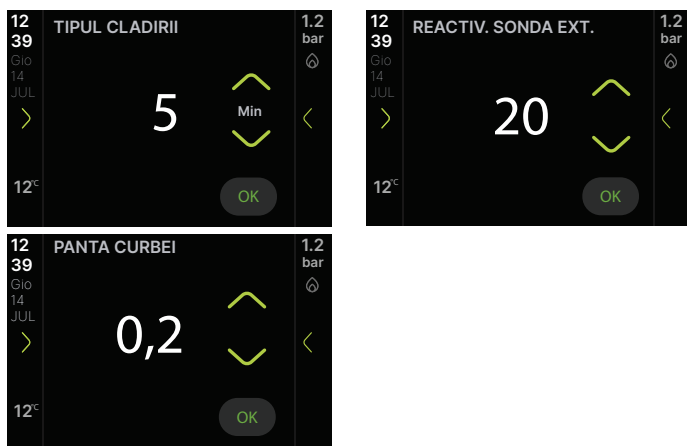 12
39
Gio
14
JUL
12°C
TIPUL CLADIRII
5
Min
OK
1.2
bar
12
39
Gio
14
JUL
12°C
REACTIV. SONDA EXT.
20
OK
1.2
bar
12
39
Gio
14
JUL
12°C
PANTA CURBEI
0,2
OK
1.2
bar